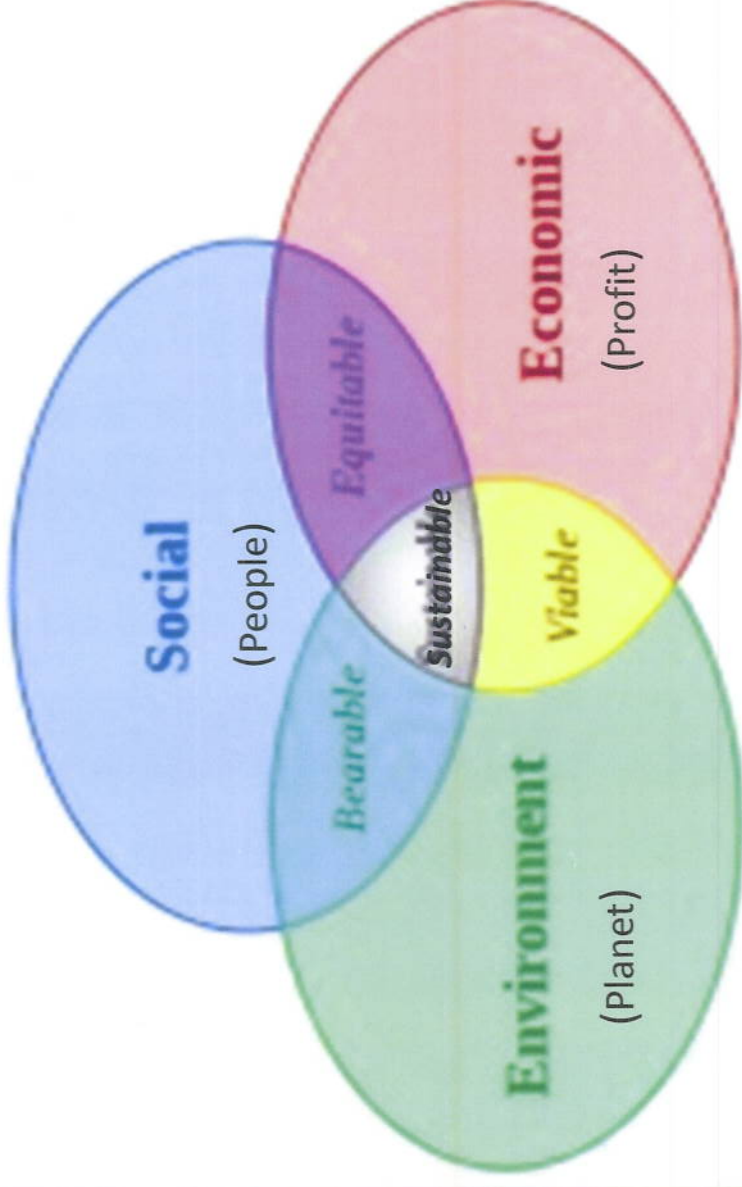 Social
(People)
Bearable
Equitable
Sustainable
Environment
(Planet)
Viable
Economic
(Profit)